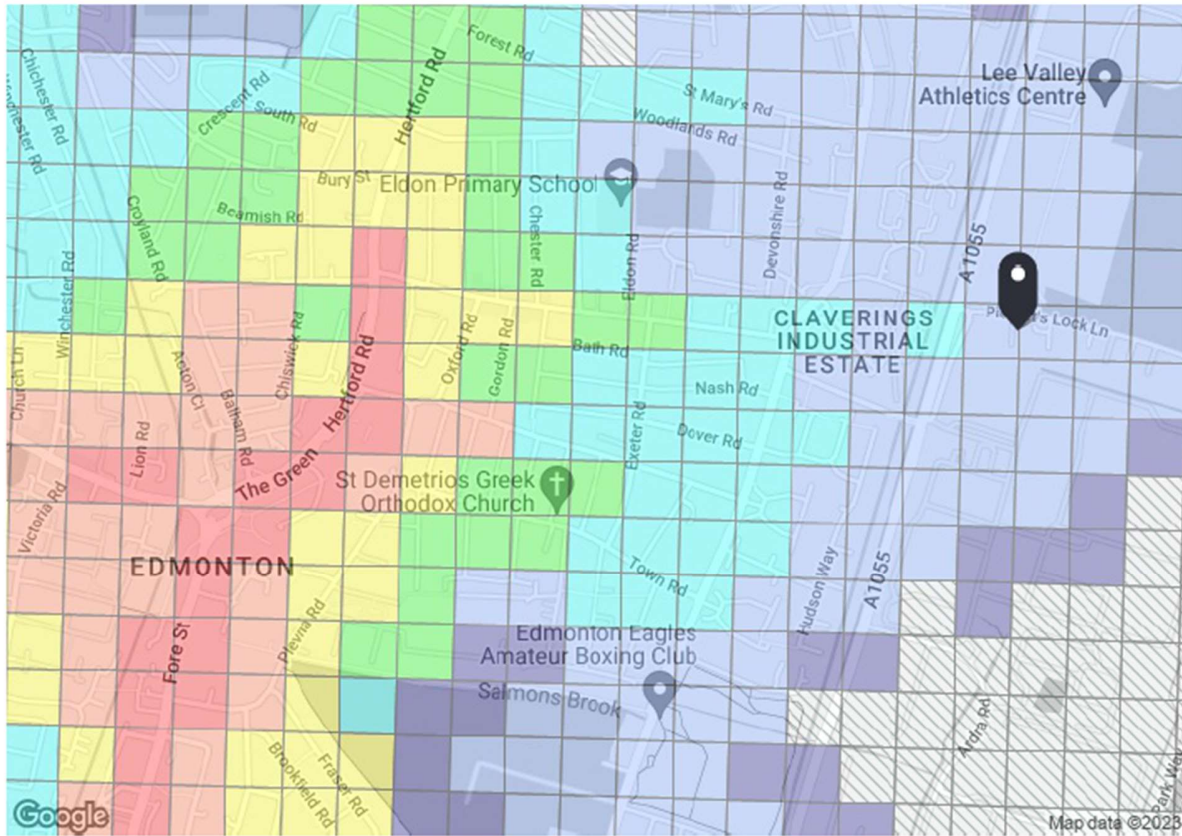 Forest Rd
Hertford Rd
Chichester Rd
Winchester Rd
Crescent Rd
South Rd
St Mary's Rd
Woodlands Rd
Lee Valley
Athletics Centre
Bury St
Eldon Primary School
Croyland Rd
Beamish Rd
Chester Rd
Devonshire Rd
A1055
Winchester Rd
Eldon Rd
Lock Ln
CLAVERINGS
INDUSTRIAL
ESTATE
Church Ln
Acton Cl
Chiswick Rd
Hertford Rd
Oxford Rd
Gordon Rd
Bath Rd
Nash Rd
Balham Rd
Lion Rd
Exeter Rd
Dover Rd
The Green
St Demetrios Greek
Orthodox Church
Victoria Rd
EDMONTON
Town Rd
Hudson Way
A1055
Plevna Rd
Fore St
Edmonton Eagles
Amateur Boxing Club
Salmons Brook
Ardra Rd
Brookfield Rd
Fraser Rd
Park Way
Google
Map data ©2023